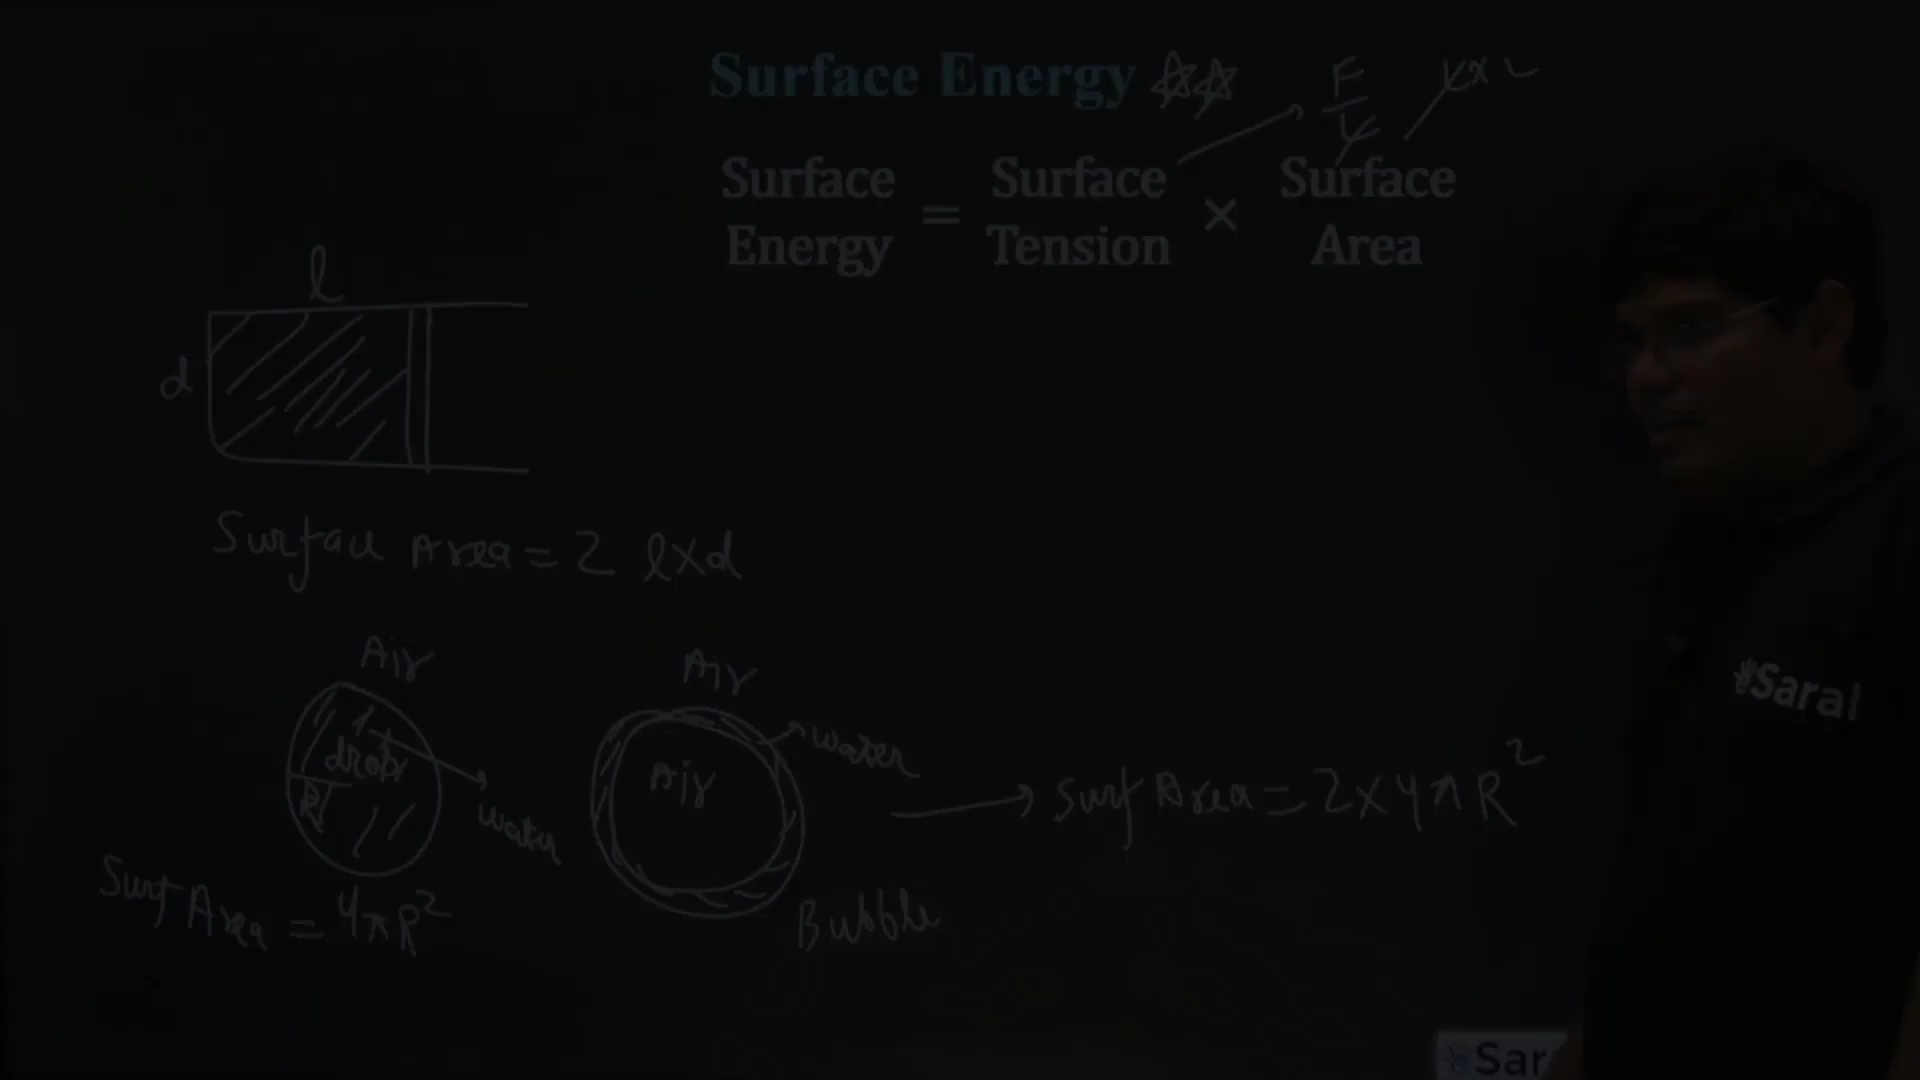 Surface Energy
F
L
L x L
Surface Energy = Surface Tension × Surface Area
l
d
Surface Area = 2 l x d
Air
drop
R
water
Surf Area = 4πR²
Air
Air
water
Bubble
Surf Area = 2 x 4πR²
Saral
Sar